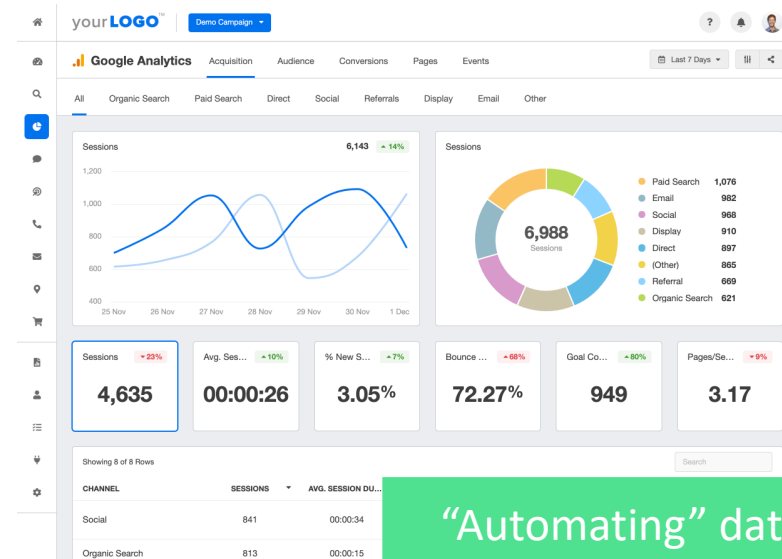 yourLOGO™ Demo Campaign ?
Google Analytics Acquisition Audience Conversions Pages Events Last 7 Days
All Organic Search Paid Search Direct Social Referrals Display Email Other
Sessions 6,143 14%
1,200
1,000
800
600
400
25 Nov 26 Nov 27 Nov 28 Nov 29 Nov 30 Nov 1 Dec
Sessions
6,988
Sessions
Paid Search 1,076
Email 982
Social 968
Display 910
Direct 897
(Other) 865
Referral 669
Organic Search 621
Sessions 23%
4,635
Avg. Ses... 10%
00:00:26
% New S... 7%
3.05%
Bounce ... 68%
72.27%
Goal Co... 80%
949
Pages/Se... 9%
3.17
Showing 8 of 8 Rows Search
CHANNEL SESSIONS AVG. SESSION DU...
Social 841 00:00:34
Organic Search 813 00:00:15
“Automating” dat